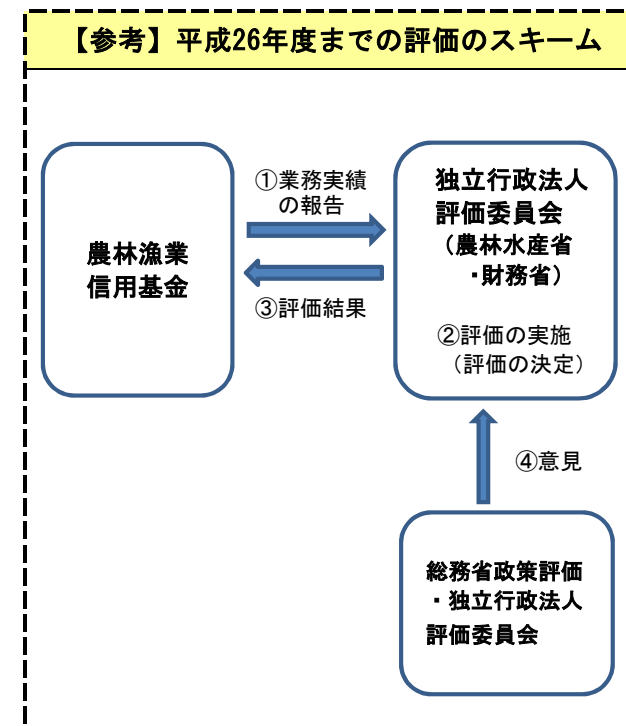 【参考】平成26年度までの評価のスキーム
農林漁業
信用基金
①業務実績
の報告
③評価結果
独立行政法人
評価委員会
（農林水産省
・財務省）
②評価の実施
（評価の決定）
④意見
総務省政策評価
・独立行政法人
評価委員会